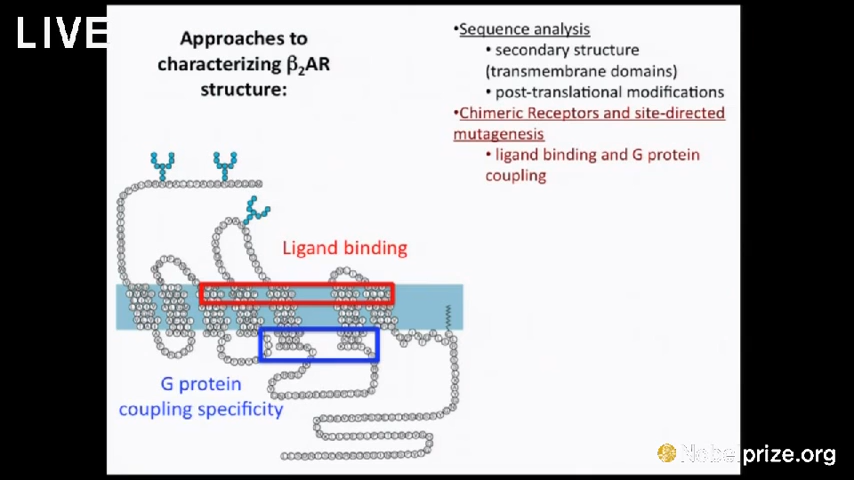 LIVE
Approaches to
characterizing β2AR
structure:
•Sequence analysis
• secondary structure
(transmembrane domains)
• post-translational modifications
•Chimeric Receptors and site-directed
mutagenesis
• ligand binding and G protein
coupling
Ligand binding
G protein
coupling specificity
Nobelprize.org